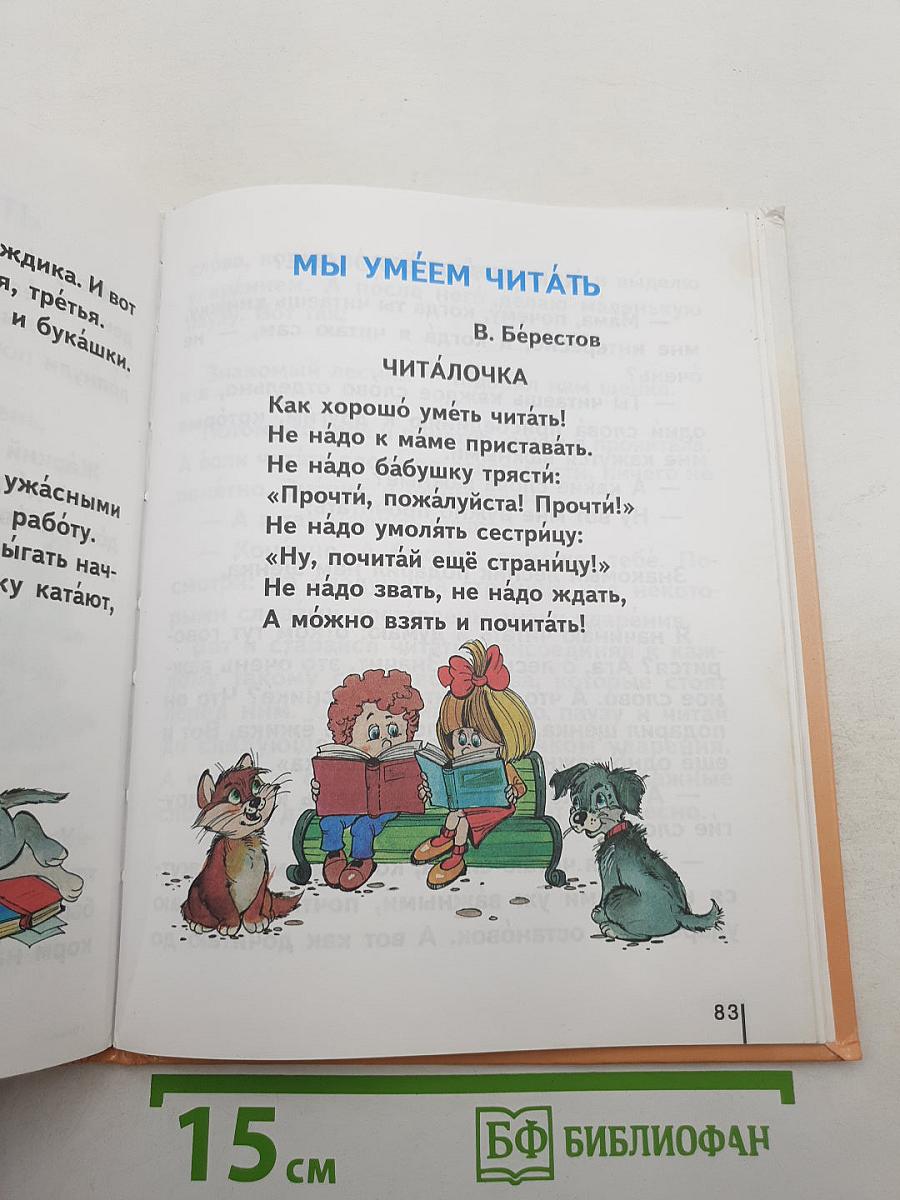 ждика. И вот
я, тре́тья.
и бука́шки.
ужа́сными
рабо́ту.
ы́гать нач-
ку ката́ют,
МЫ УМЕ́ЕМ ЧИТА́ТЬ
В. Бе́рестов
ЧИТА́ЛОЧКА
Как хорошо́ уме́ть чита́ть!
Не на́до к ма́ме пристава́ть.
Не на́до ба́бушку трясти́:
«Прочти́, пожа́луйста! Прочти́!»
Не на́до умоля́ть сестри́цу:
«Ну, почита́й ещё страни́цу!»
Не на́до звать, не на́до ждать,
А мо́жно взять и почита́ть!
83
15 см
БФ БИБЛИОФАН